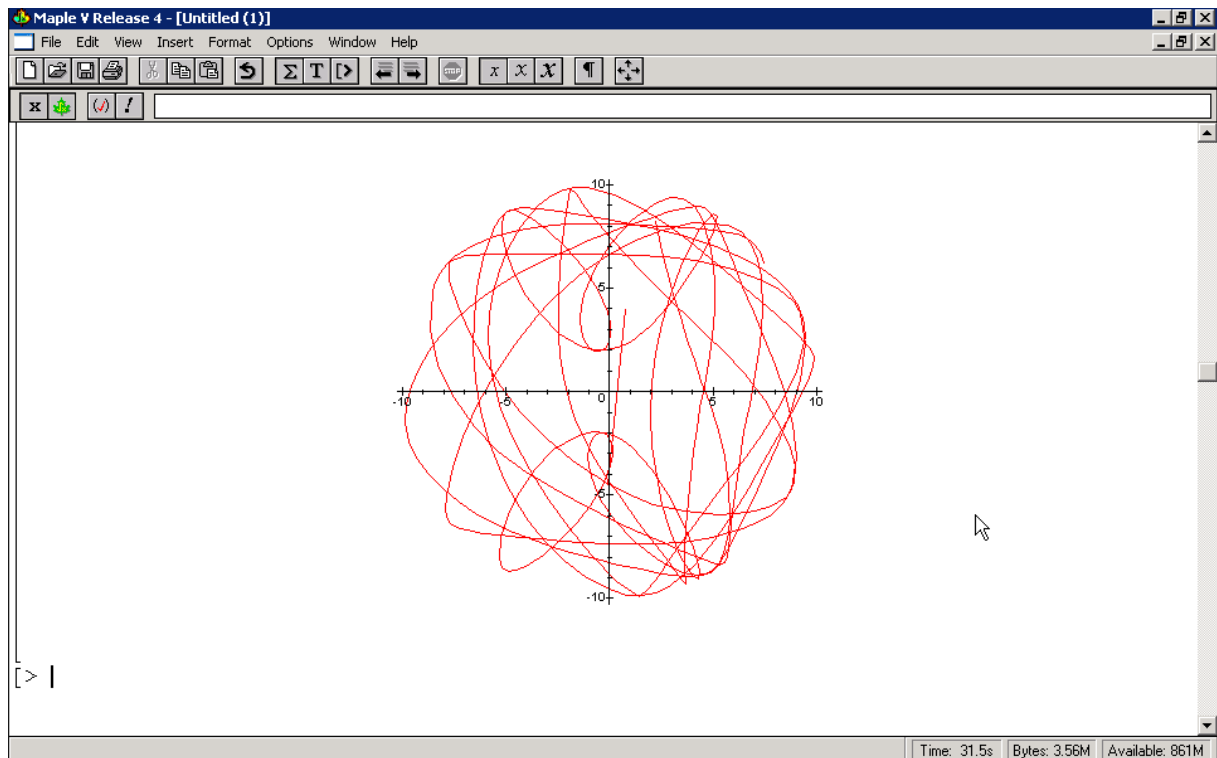 Maple V Release 4 - [Untitled (1)]
File Edit View Insert Format Options Window Help
Σ T [> STOP x x x ¶
x (√) !
10
5
-10 -5 0 5 10
-5
-10
[>
Time: 31.5s Bytes: 3.56M Available: 861M